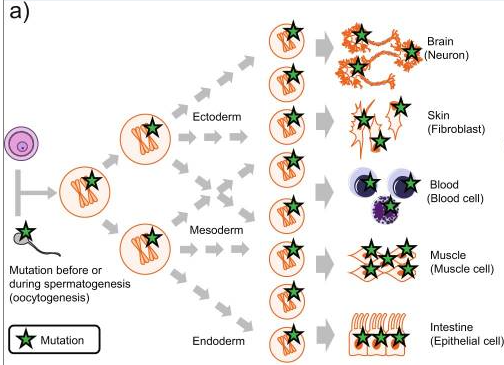 a)
Brain
(Neuron)
Ectoderm
Skin
(Fibroblast)
Blood
(Blood cell)
Mesoderm
Muscle
(Muscle cell)
Mutation before or
during spermatogenesis
(oocytogenesis)
Mutation
Endoderm
Intestine
(Epithelial cell)